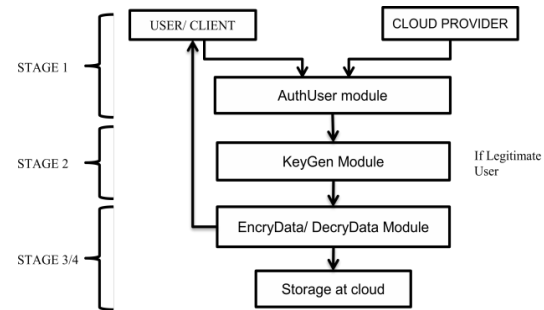 USER/ CLIENT
CLOUD PROVIDER
STAGE 1
AuthUser module
STAGE 2
KeyGen Module
If Legitimate
User
EncryData/ DecryData Module
STAGE 3/4
Storage at cloud